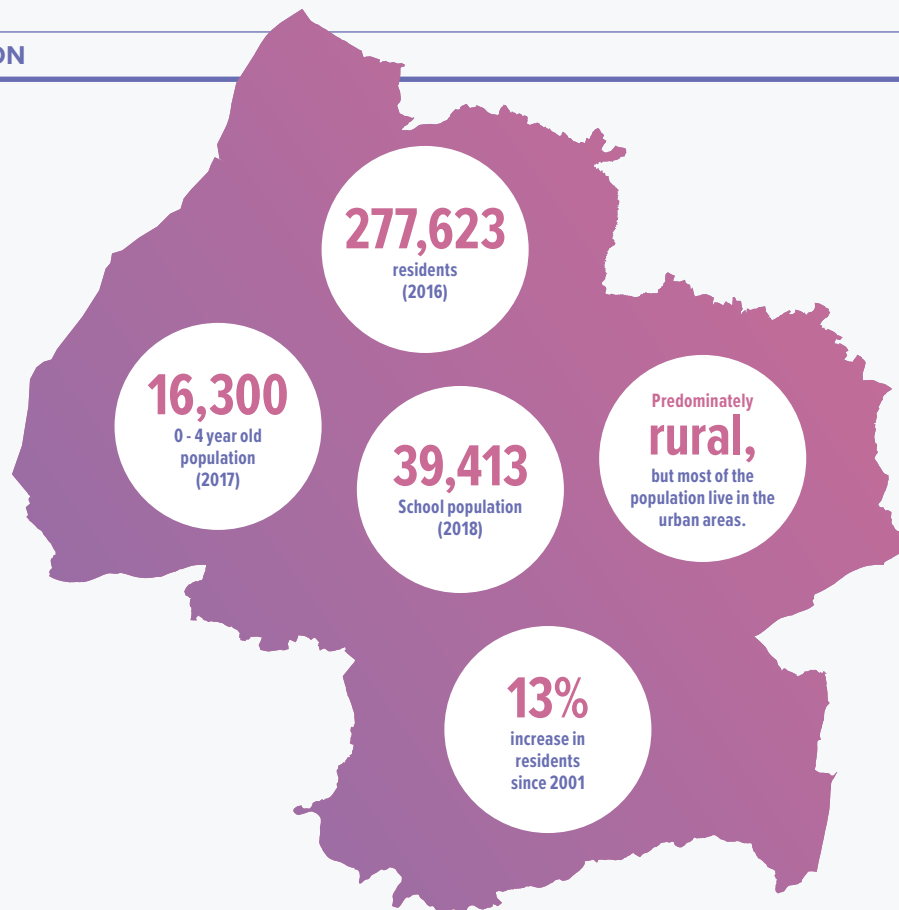 ON
277,623
residents
(2016)
16,300
0 - 4 year old
population
(2017)
39,413
School population
(2018)
Predominately
rural,
but most of the
population live in the
urban areas.
13%
increase in
residents
since 2001